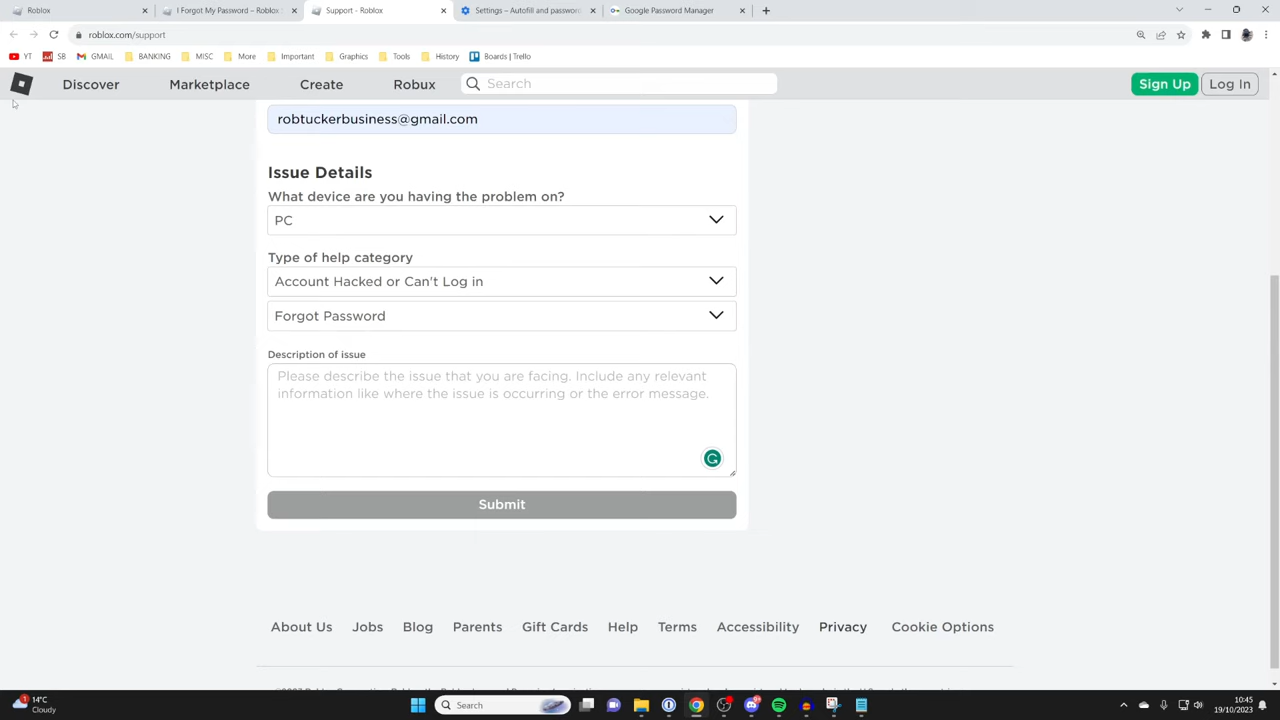 Roblox
I Forgot My Password – Roblox S
Support - Roblox
Settings – Autofill and password
Google Password Manager
roblox.com/support
YT
SB
GMAIL
BANKING
MISC
More
Important
Graphics
Tools
History
Boards | Trello
Discover
Marketplace
Create
Robux
Search
Sign Up
Log In
robtuckerbusiness@gmail.com
Issue Details
What device are you having the problem on?
PC
Type of help category
Account Hacked or Can't Log in
Forgot Password
Description of issue
Please describe the issue that you are facing. Include any relevant
information like where the issue is occurring or the error message.
Submit
About Us
Jobs
Blog
Parents
Gift Cards
Help
Terms
Accessibility
Privacy
Cookie Options
1
14°C
Cloudy
Search
10:45
19/10/2023